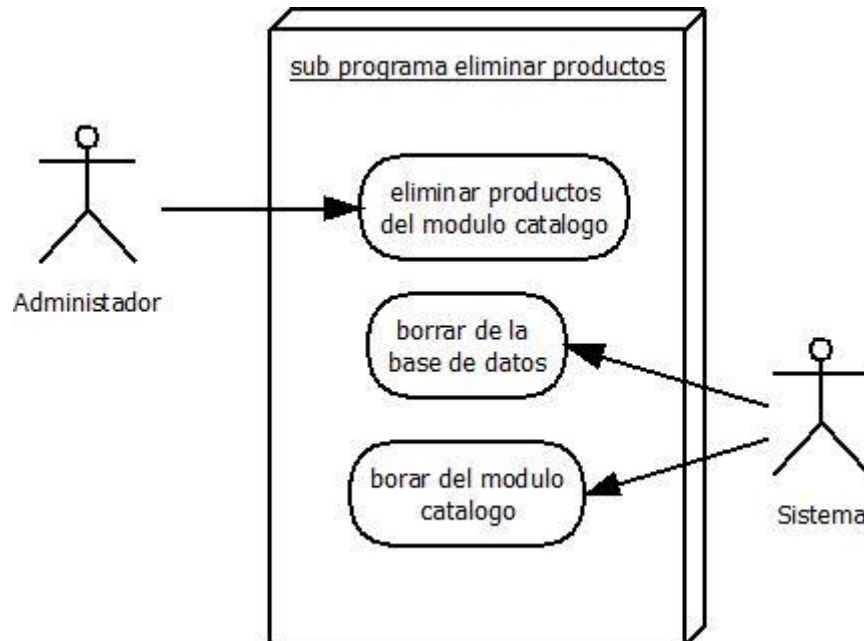 sub programa eliminar productos
eliminar productos
del modulo catalogo
Administador
borrar de la
base de datos
borar del modulo
catalogo
Sistema